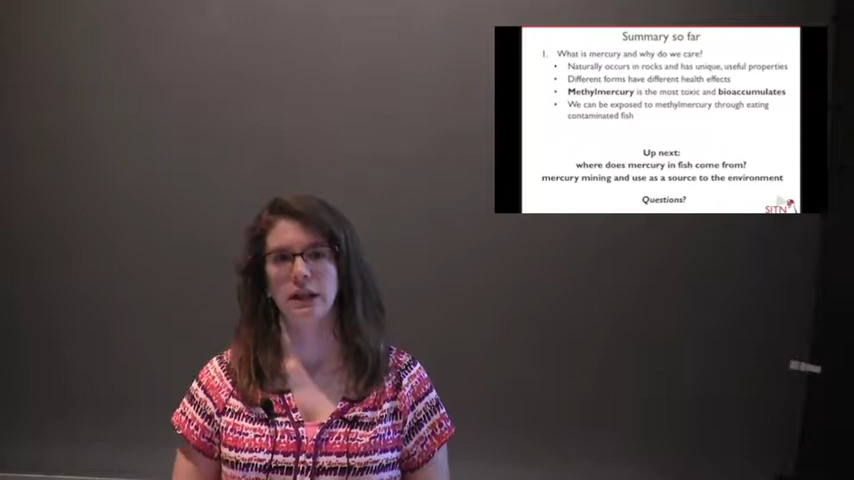 Summary so far
1. What is mercury and why do we care?
• Naturally occurs in rocks and has unique, useful properties
• Different forms have different health effects
• Methylmercury is the most toxic and bioaccumulates
• We can be exposed to methylmercury through eating
contaminated fish
Up next:
where does mercury in fish come from?
mercury mining and use as a source to the environment
Questions?
SITN